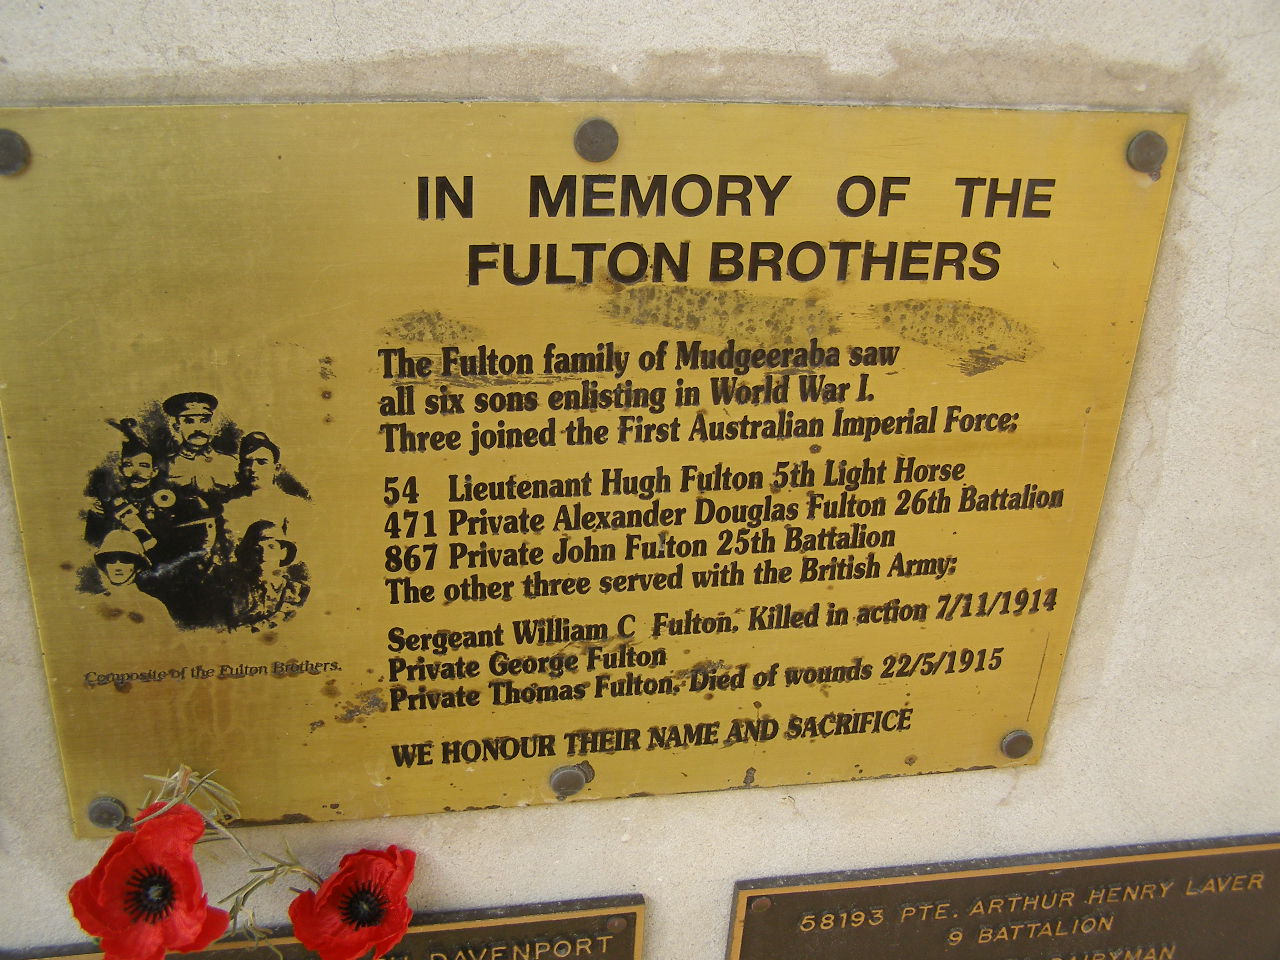 IN MEMORY OF THE
FULTON BROTHERS
The Fulton family of Mudgeeraba saw
all six sons enlisting in World War I.
Three joined the First Australian Imperial Force:
54 Lieutenant Hugh Fulton 5th Light Horse
471 Private Alexander Douglas Fulton 26th Battalion
867 Private John Fulton 25th Battalion
The other three served with the British Army:
Sergeant William C Fulton. Killed in action 7/11/1914
Private George Fulton
Private Thomas Fulton. Died of wounds 22/5/1915
WE HONOUR THEIR NAME AND SACRIFICE
Composite of the Fulton Brothers.
DAVENPORT
58193 PTE. ARTHUR HENRY LAVER
9 BATTALION
DAIRYMAN